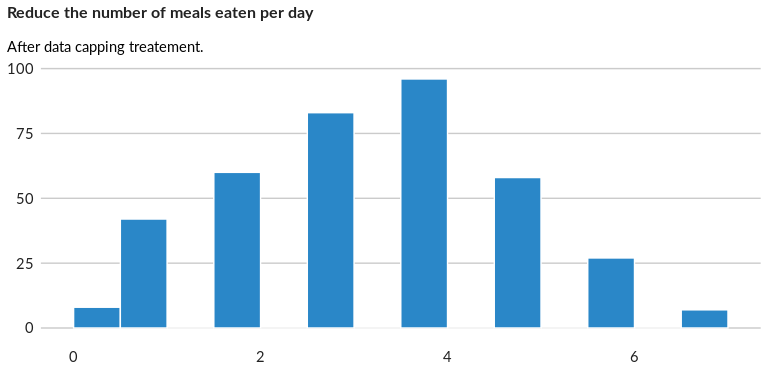 Reduce the number of meals eaten per day
After data capping treatement.
100
75
50
25
0
0 2 4 6